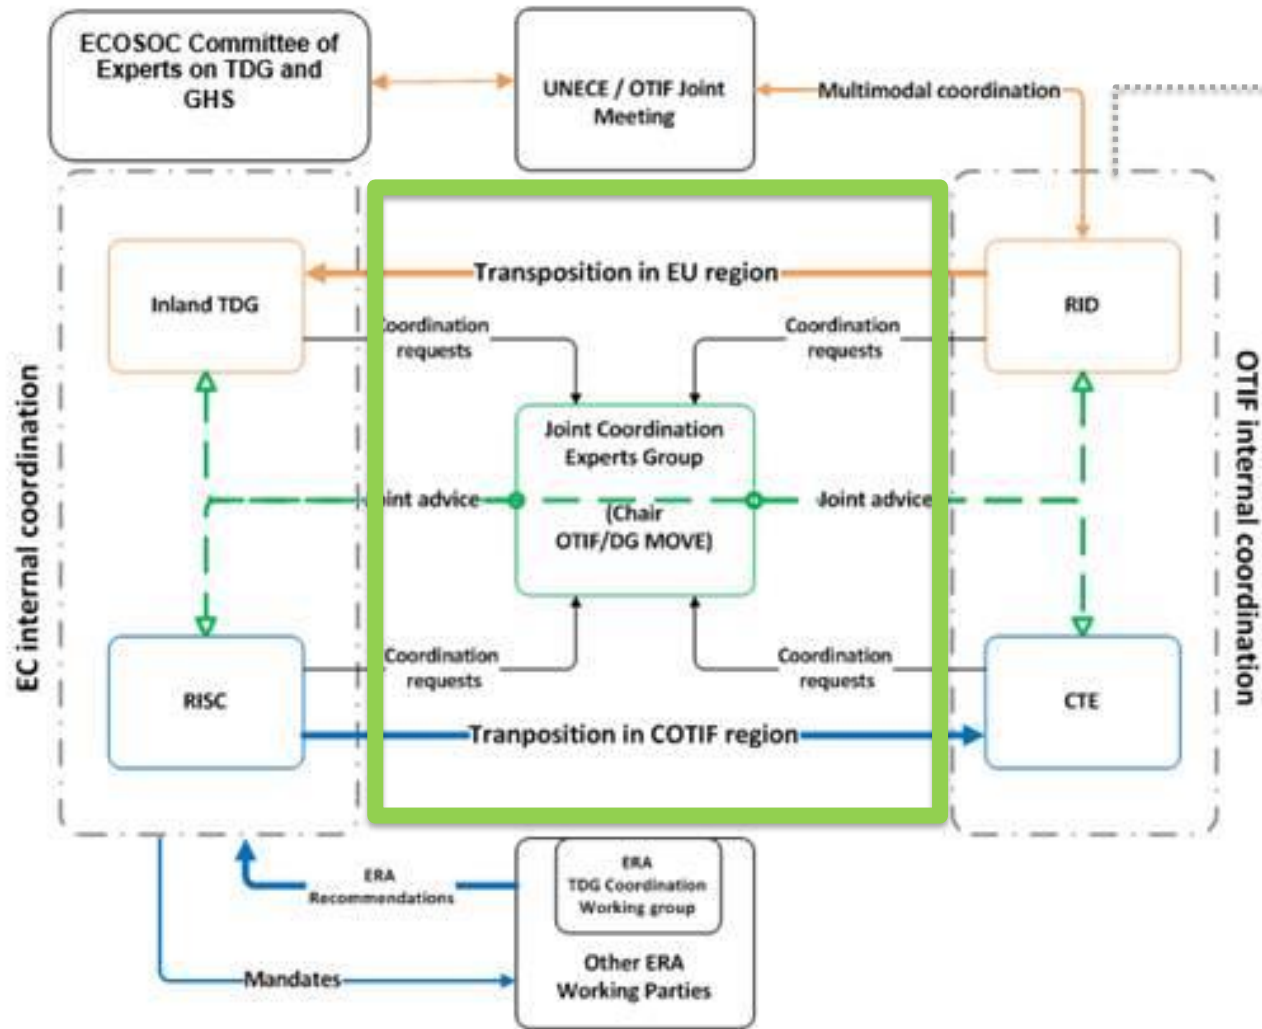 ECOSOC Committee of
Experts on TDG and
GHS
UNECE / OTIF Joint
Meeting
Multimodal coordination
EC internal coordination
OTIF internal coordination
Inland TDG
Transposition in EU region
RID
Coordination
requests
Coordination
requests
Joint Coordination
Experts Group
Joint advice
Joint advice
(Chair
OTIF/DG MOVE)
Coordination
requests
Coordination
requests
RISC
Tranposition in COTIF region
CTE
ERA
Recommendations
ERA
TDG Coordination
Working group
Mandates
Other ERA
Working Parties